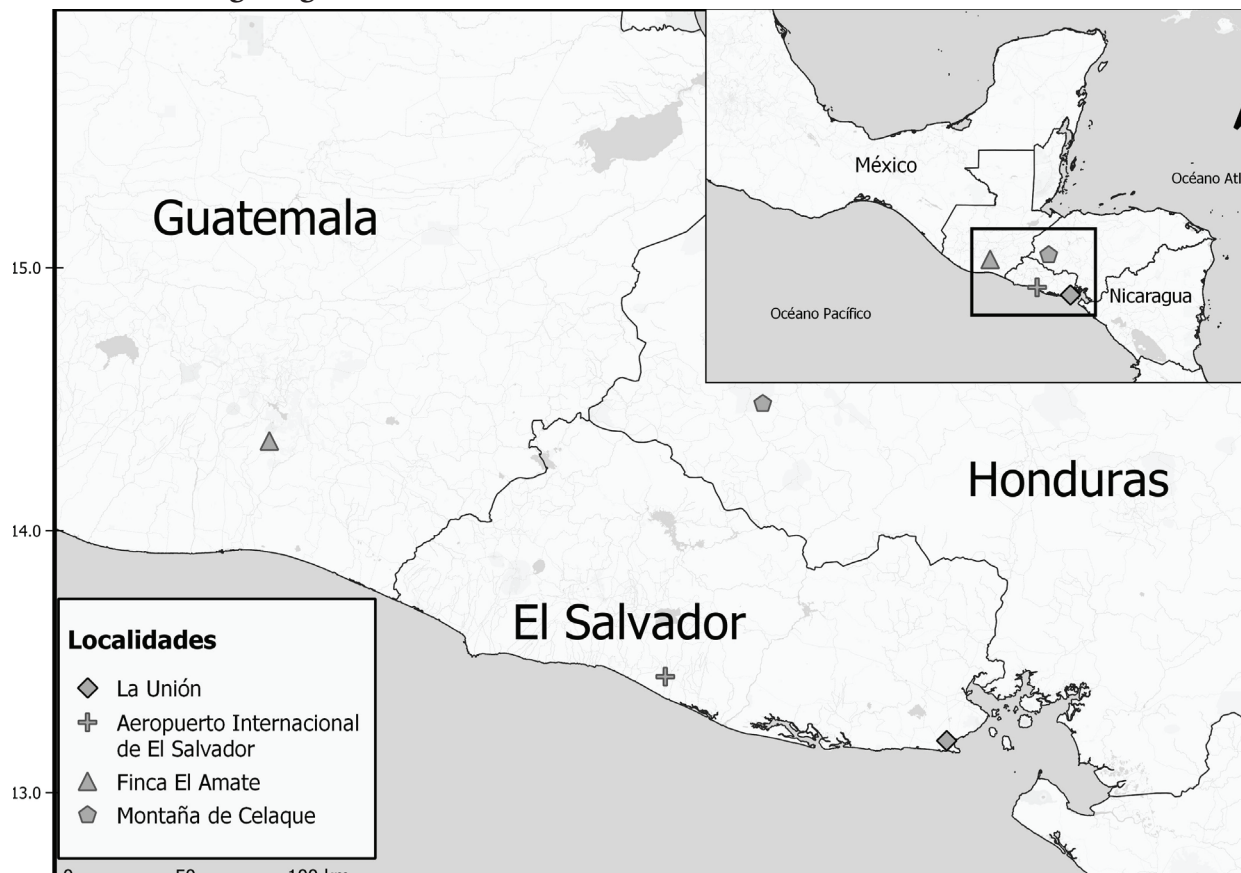 México
Océano Atl
Guatemala
15.0
Nicaragua
Océano Pacífico
Honduras
14.0
El Salvador
Localidades
La Unión
Aeropuerto Internacional
de El Salvador
Finca El Amate
13.0
Montaña de Celaque